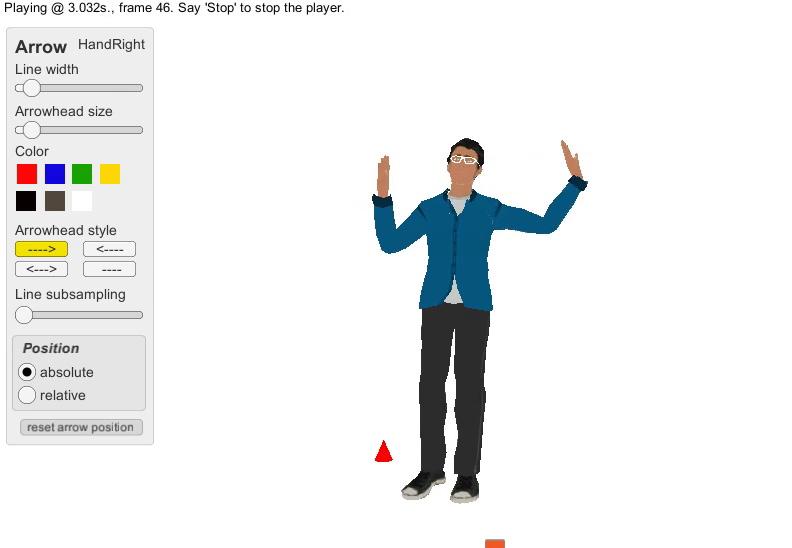 Playing @ 3.032s., frame 46. Say 'Stop' to stop the player.
Arrow HandRight
Line width
Arrowhead size
Color
Arrowhead style
----> <----
<---> ----
Line subsampling
Position
absolute
relative
reset arrow position